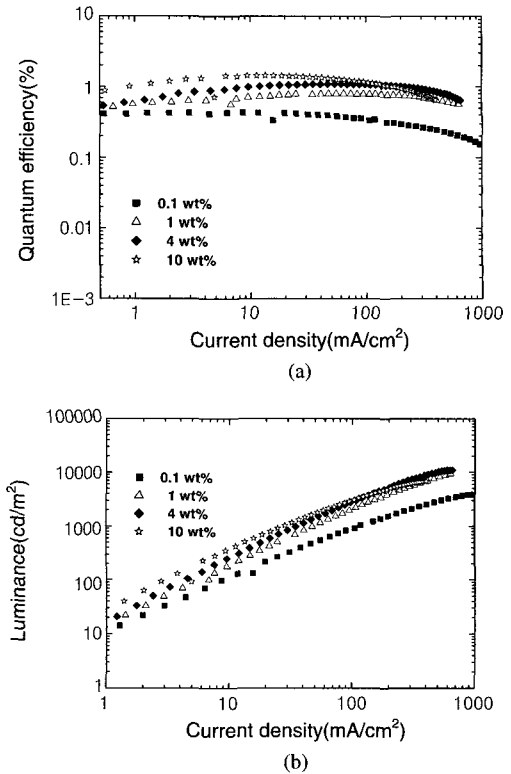 10
1
0.1
0.01
1E−3
Quantum efficiency(%)
0.1 wt%
1 wt%
4 wt%
10 wt%
1 10 100 1000
Current density(mA/cm²)
(a)
100000
10000
1000
100
10
1
Luminance(cd/m²)
0.1 wt%
1 wt%
4 wt%
10 wt%
1 10 100 1000
Current density(mA/cm²)
(b)